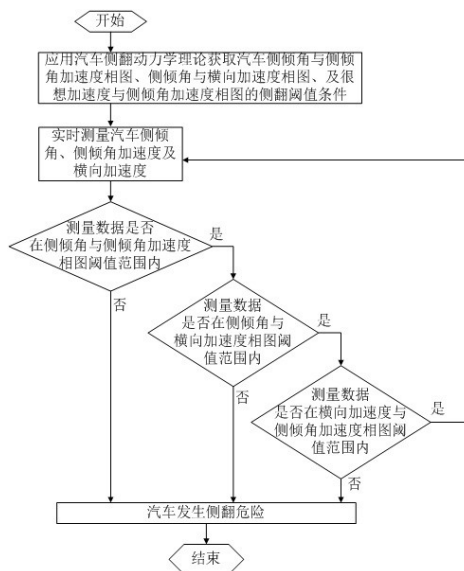 开始
应用汽车侧翻动力学理论获取汽车侧倾角与侧倾
角加速度相图、侧倾角与横向加速度相图、及很
想加速度与侧倾角加速度相图的侧翻阈值条件
实时测量汽车侧倾
角、侧倾角加速度及
横向加速度
测量数据是否
在侧倾角与侧倾角加速度
相图阈值范围内
是
否
测量数据
是否在侧倾角与
横向加速度相图阈
值范围内
是
否
测量数据
是否在横向加速度与
侧倾角加速度相图阈
值范围内
是
否
汽车发生侧翻危险
结束